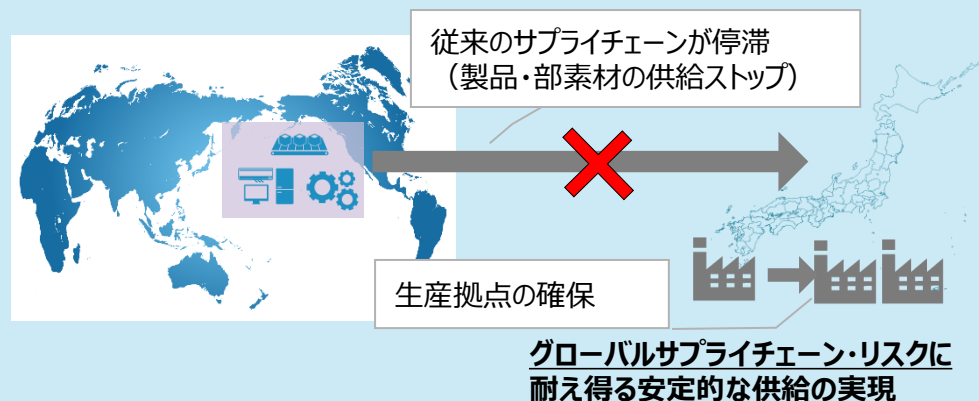 従来のサプライチェーンが停滞
（製品・部素材の供給ストップ）
生産拠点の確保
グローバルサプライチェーン・リスクに
耐え得る安定的な供給の実現